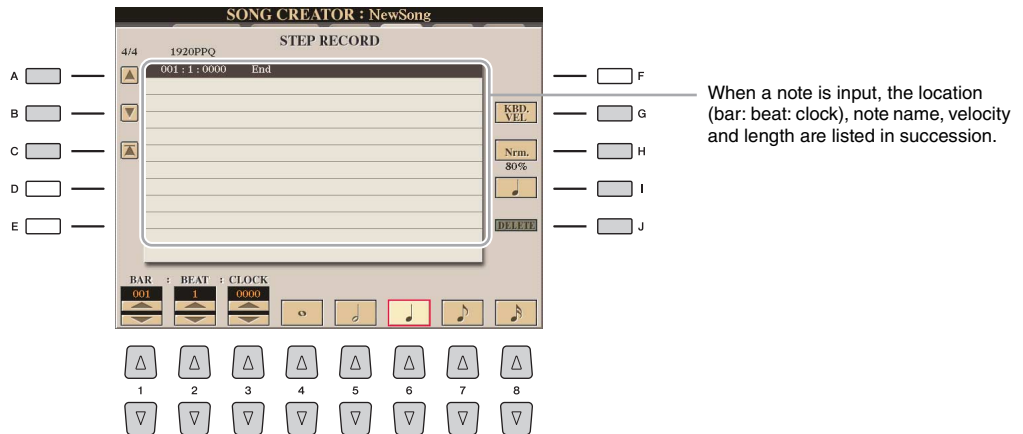 SONG CREATOR : NewSong
STEP RECORD
4/4 1920PPQ
001 : 1 : 0000 End
A
B
C
D
E
F
G
H
I
J
KBD. VEL
Nrm.
80%
DELETE
When a note is input, the location
(bar: beat: clock), note name, velocity
and length are listed in succession.
BAR : BEAT : CLOCK
001 1 0000
1 2 3 4 5 6 7 8